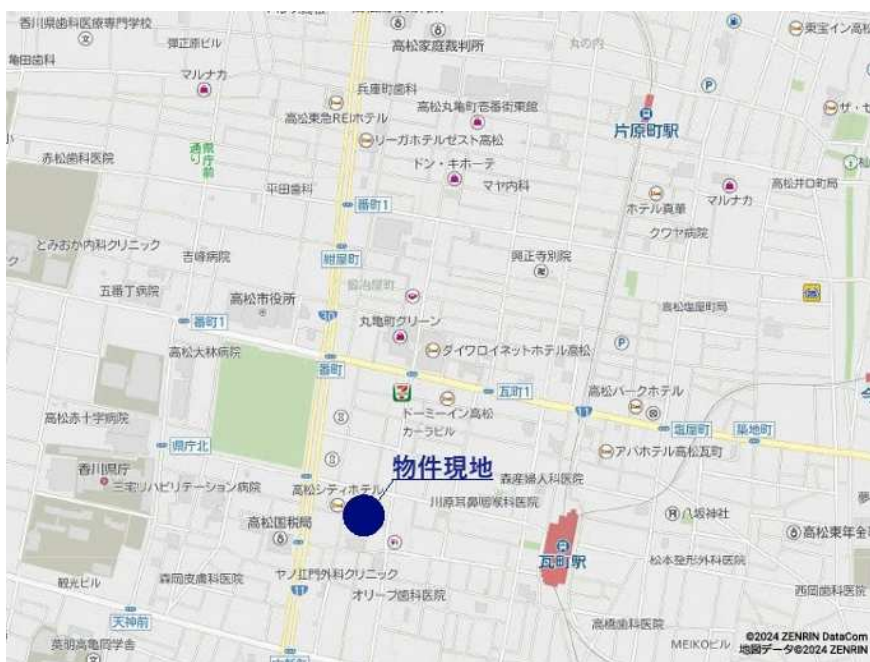 香川県歯科医療専門学校
高松家庭裁判所
丸の内
東宝イン高松
弾正原ビル
亀田歯科
マルナカ
兵庫町歯科
高松丸亀町壱番街東館
高松東急REIホテル
片原町駅
ザ・セ
県庁前通り
リーガホテルゼスト高松
赤松歯科医院
ドン・キホーテ
マヤ内科
平田歯科
高松井口町局
マルナカ
番町1
ホテル真華
クワヤ病院
とみおか内科クリニック
吉峰病院
紺屋町
興正寺別院
五番丁病院
鍛冶屋町
高松市役所
高松塩屋町局
番町1
30
丸亀町グリーン
高松大林病院
ダイワロイネットホテル高松
番町
瓦町1
高松パークホテル
ドーミーイン高松
カーラビル
11
高松赤十字病院
塩屋町
築地町
県庁北
アパホテル高松瓦町
物件現地
香川県庁
三宅リハビリテーション病院
高松シティホテル
森産婦人科医院
川原耳鼻咽喉科医院
高松国税局
八坂神社
高松東年金事
瓦町駅
松本整形外科医院
観光ビル
森岡皮膚科医院
ヤノ肛門外科クリニック
11
オリーブ歯科医院
西岡歯科医院
天神前
高橋歯科医院
英明高亀岡学舎
MEIKOビル
©2024 ZENRIN DataCom
地図データ©2024 ZENRIN